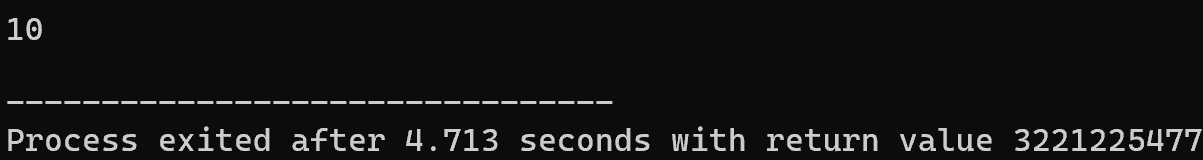 10
--------------------------------
Process exited after 4.713 seconds with return value 3221225477